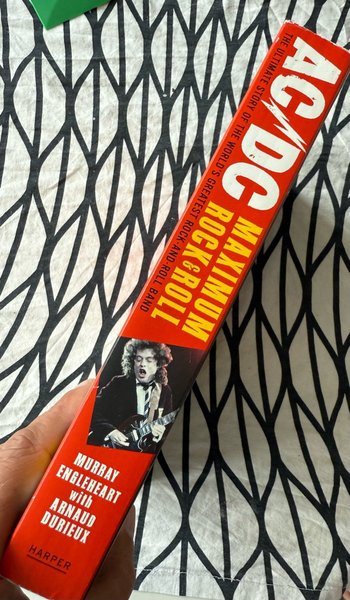 AC/DC
THE ULTIMATE STORY OF THE WORLD'S GREATEST ROCK-AND-ROLL BAND
MAXIMUM
ROCK & ROLL
MURRAY
ENGLEHEART
with
ARNAUD
DURIEUX
HARPER